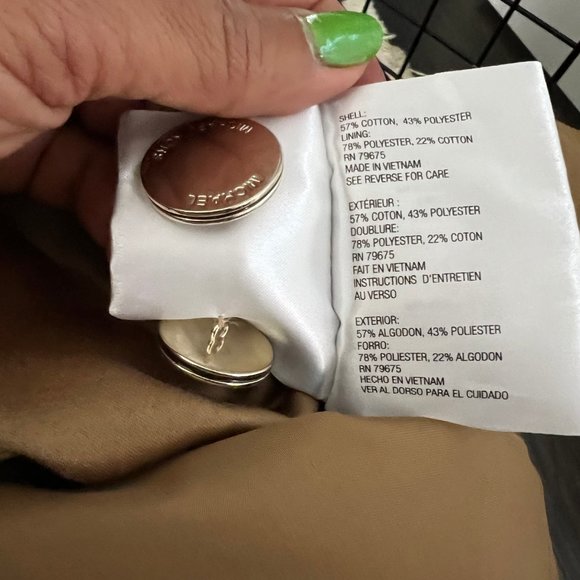 MICHAEL
MICHAEL KORS
SHELL:
57% COTTON, 43% POLYESTER
LINING:
78% POLYESTER, 22% COTTON
RN 79675
MADE IN VIETNAM
SEE REVERSE FOR CARE
EXTÉRIEUR :
57% COTON, 43% POLYESTER
DOUBLURE:
78% POLYESTER, 22% COTON
RN 79675
FAIT EN VIETNAM
INSTRUCTIONS D'ENTRETIEN
AU VERSO
EXTERIOR:
57% ALGODON, 43% POLIESTER
FORRO:
78% POLIESTER, 22% ALGODON
RN 79675
HECHO EN VIETNAM
VER AL DORSO PARA EL CUIDADO